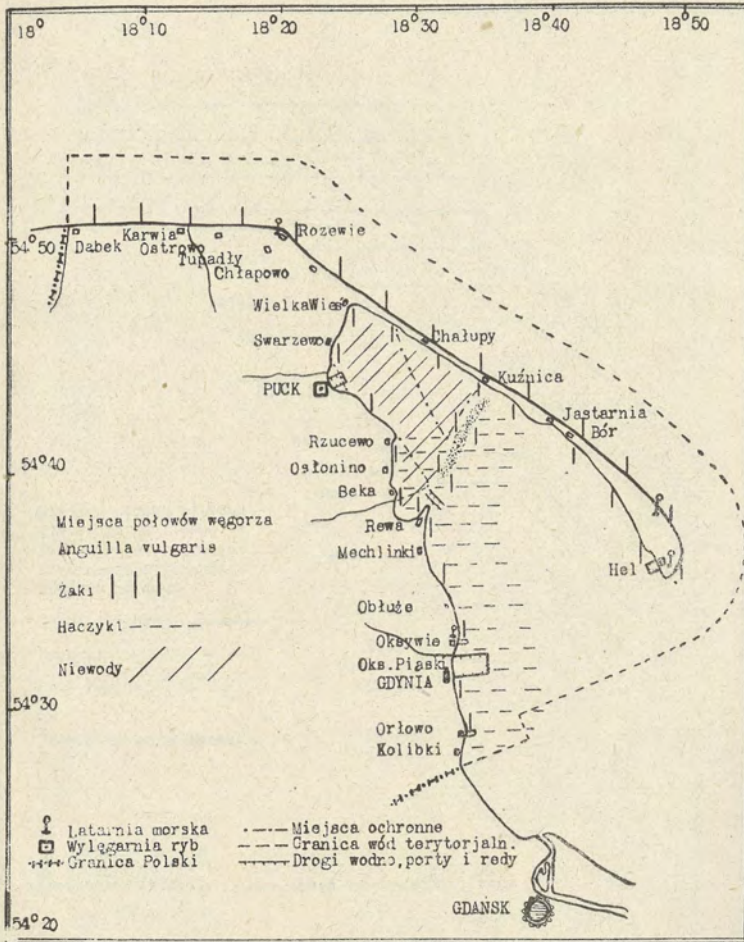 18° 18°10 18°20 18°30 18°40 18°50
54°50
Rozewie
Karwia
Dąbek Ostrowo
Tupadły
Chłapowo
WielkaWieś
Swarzewo
Chałupy
PUCK
Kuźnica
Jastarnia
Bór
Rzucewo
54°40
Osłonino
Beka
Rewa
Miejsca połowów węgorza
Anguilla vulgaris
Mechlinki
Hel
Żaki
Obłuże
Haczyki
Oksywie
Oks.Piaski
Niewody
GDYNIA
54°30
Orłowo
Kolibki
Latarnia morska
Wylęgarnia ryb
Granica Polski
Miejsca ochronne
Granica wód terytorjaln.
Drogi wodne,porty i redy
GDAŃSK
54°20